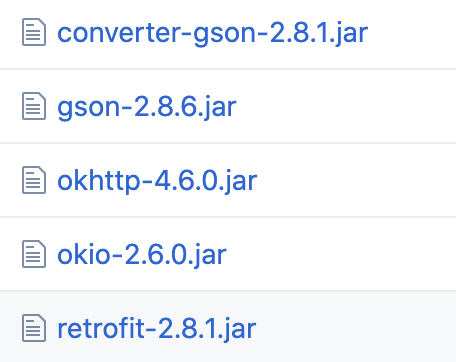 converter-gson-2.8.1.jar
gson-2.8.6.jar
okhttp-4.6.0.jar
okio-2.6.0.jar
retrofit-2.8.1.jar